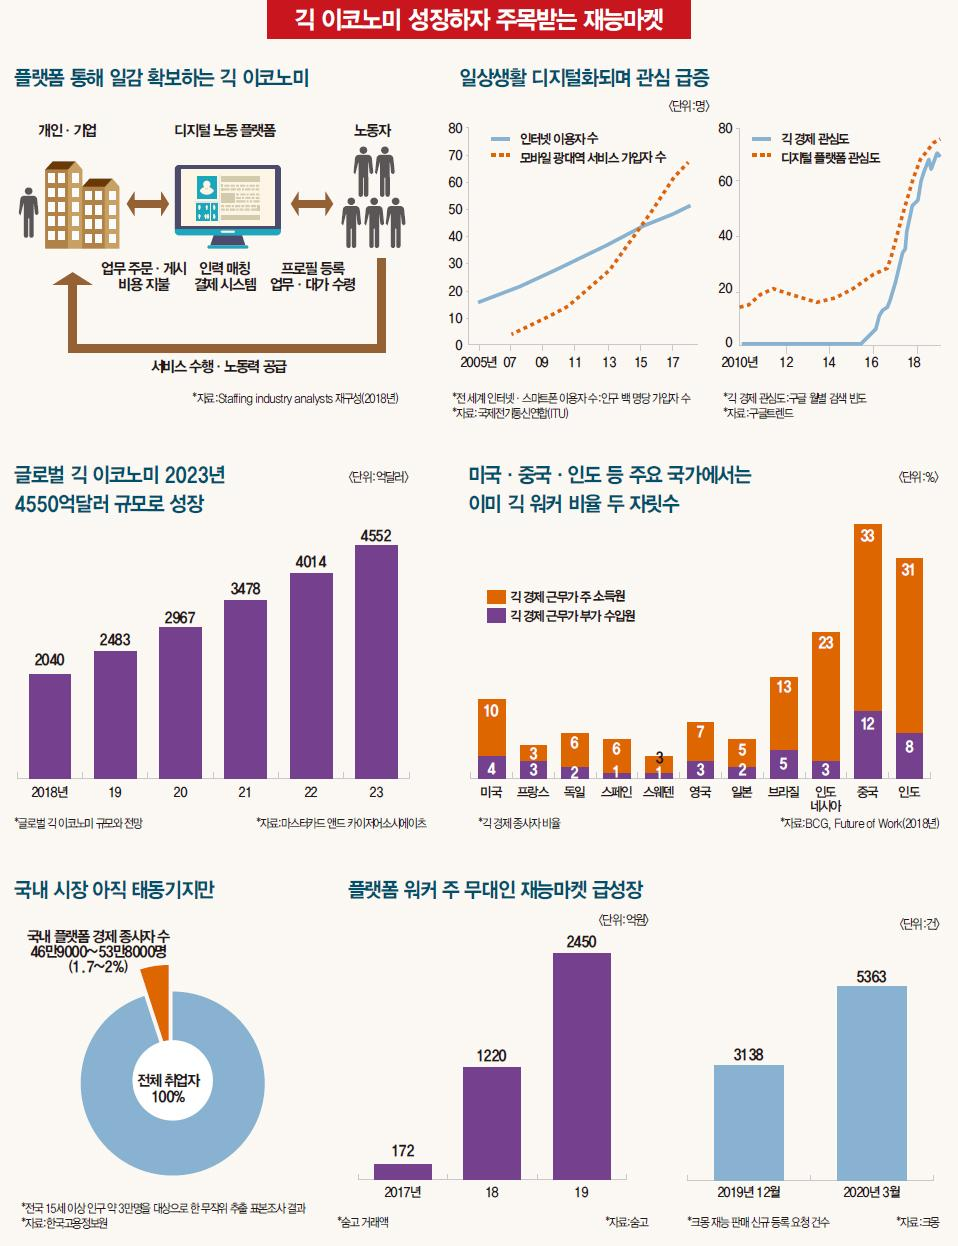 긱 이코노미 성장하자 주목받는 재능마켓
플랫폼 통해 일감 확보하는 긱 이코노미
개인 · 기업
디지털 노동 플랫폼
노동자
업무 주문 · 게시
비용 지불
인력 매칭
결제 시스템
프로필 등록
업무 · 대가 수령
서비스 수행 · 노동력 공급
*자료:Staffing industry analysts 재구성(2018년)
일상생활 디지털화되며 관심 급증
〈단위:명〉
80
70
60
50
40
30
20
10
0
인터넷 이용자 수
모바일 광대역 서비스 가입자 수
2005년 07 09 11 13 15 17
*전 세계 인터넷 · 스마트폰 이용자 수:인구 백 명당 가입자 수
*자료:국제전기통신연합(ITU)
80
60
40
20
0
긱 경제 관심도
디지털 플랫폼 관심도
2010년 12 14 16 18
*긱 경제 관심도:구글 월별 검색 빈도
*자료:구글트렌드
글로벌 긱 이코노미 2023년
4550억달러 규모로 성장
〈단위:억달러〉
2040
2483
2967
3478
4014
4552
2018년 19 20 21 22 23
*글로벌 긱 이코노미 규모와 전망
*자료:마스터카드 앤드 카이저어소시에이츠
미국 · 중국 · 인도 등 주요 국가에서는
이미 긱 워커 비율 두 자릿수
〈단위:%〉
긱 경제 근무가 주 소득원
긱 경제 근무가 부가 수입원
10 3 6 6 3 7 5 13 23 33 31
4 3 2 1 1 3 2 5 3 12 8
미국 프랑스 독일 스페인 스웨덴 영국 일본 브라질 인도 중국 인도
네시아
*긱 경제 종사자 비율
*자료:BCG, Future of Work(2018년)
국내 시장 아직 태동기지만
국내 플랫폼 경제 종사자 수
46만9000~53만8000명
(1.7~2%)
전체 취업자
100%
*전국 15세 이상 인구 약 3만명을 대상으로 한 무작위 추출 표본조사 결과
*자료:한국고용정보원
플랫폼 워커 주 무대인 재능마켓 급성장
〈단위:억원〉
172
1220
2450
2017년 18 19
*숨고 거래액
*자료:숨고
〈단위:건〉
3138
5363
2019년 12월 2020년 3월
*크몽 재능 판매 신규 등록 요청 건수
*자료:크몽